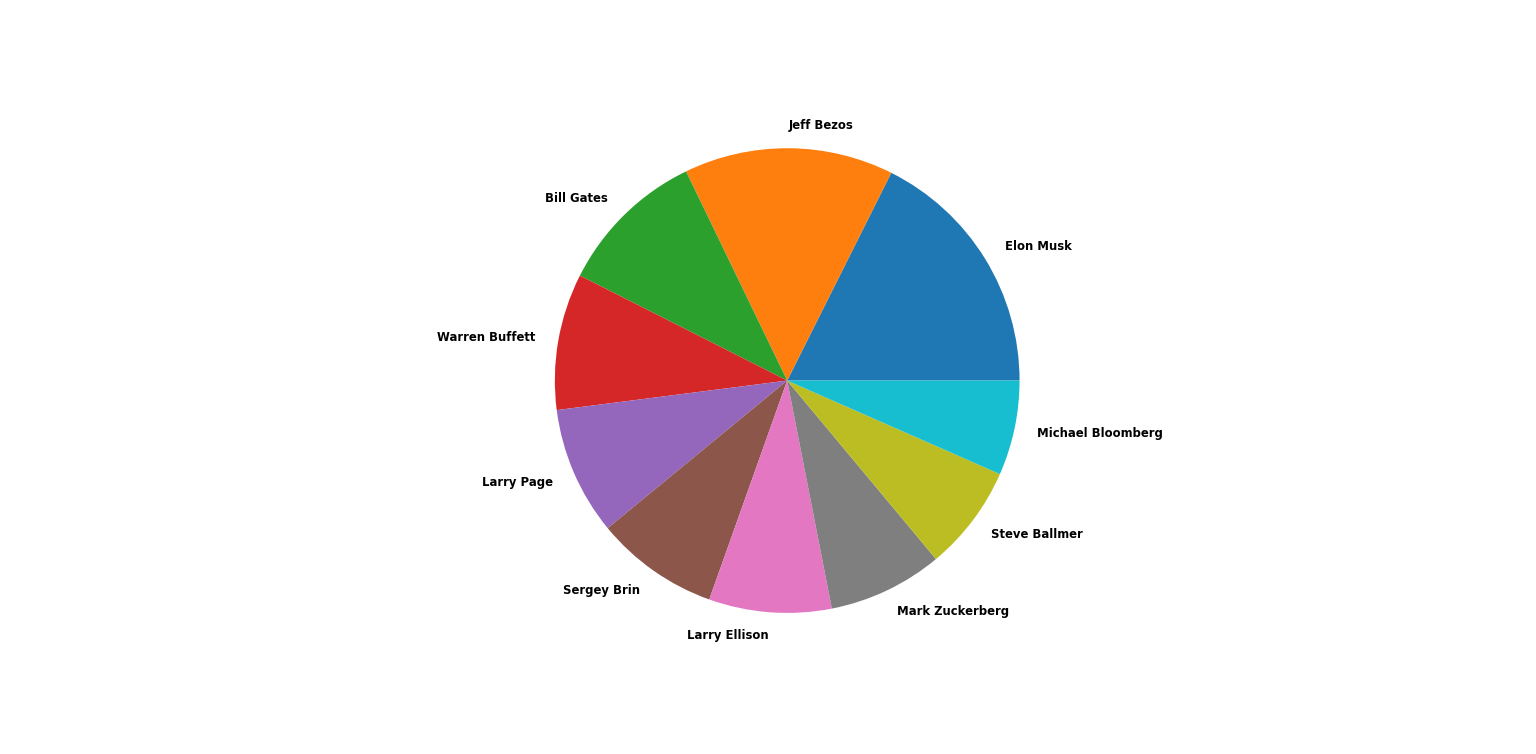 Jeff Bezos
Bill Gates
Elon Musk
Warren Buffett
Michael Bloomberg
Larry Page
Steve Ballmer
Sergey Brin
Mark Zuckerberg
Larry Ellison